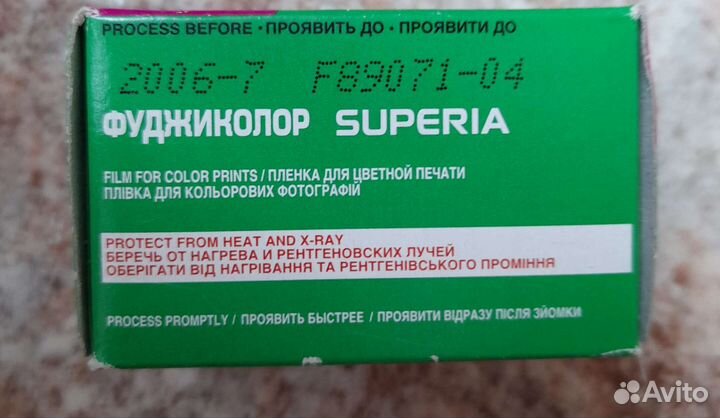 PROCESS BEFORE • ПРОЯВИТЬ ДО • ПРОЯВИТИ ДО
2006-7 F89071-04
ФУДЖИКОЛОР SUPERIA
FILM FOR COLOR PRINTS / ПЛЕНКА ДЛЯ ЦВЕТНОЙ ПЕЧАТИ
ПЛІВКА ДЛЯ КОЛЬОРОВИХ ФОТОГРАФІЙ
PROTECT FROM HEAT AND X-RAY
БЕРЕЧЬ ОТ НАГРЕВА И РЕНТГЕНОВСКИХ ЛУЧЕЙ
ОБЕРІГАТИ ВІД НАГРІВАННЯ ТА РЕНТГЕНІВСЬКОГО ПРОМІННЯ
PROCESS PROMPTLY / ПРОЯВИТЬ БЫСТРЕЕ / ПРОЯВИТИ ВІДРАЗУ ПІСЛЯ ЗЙОМКИ
Avito